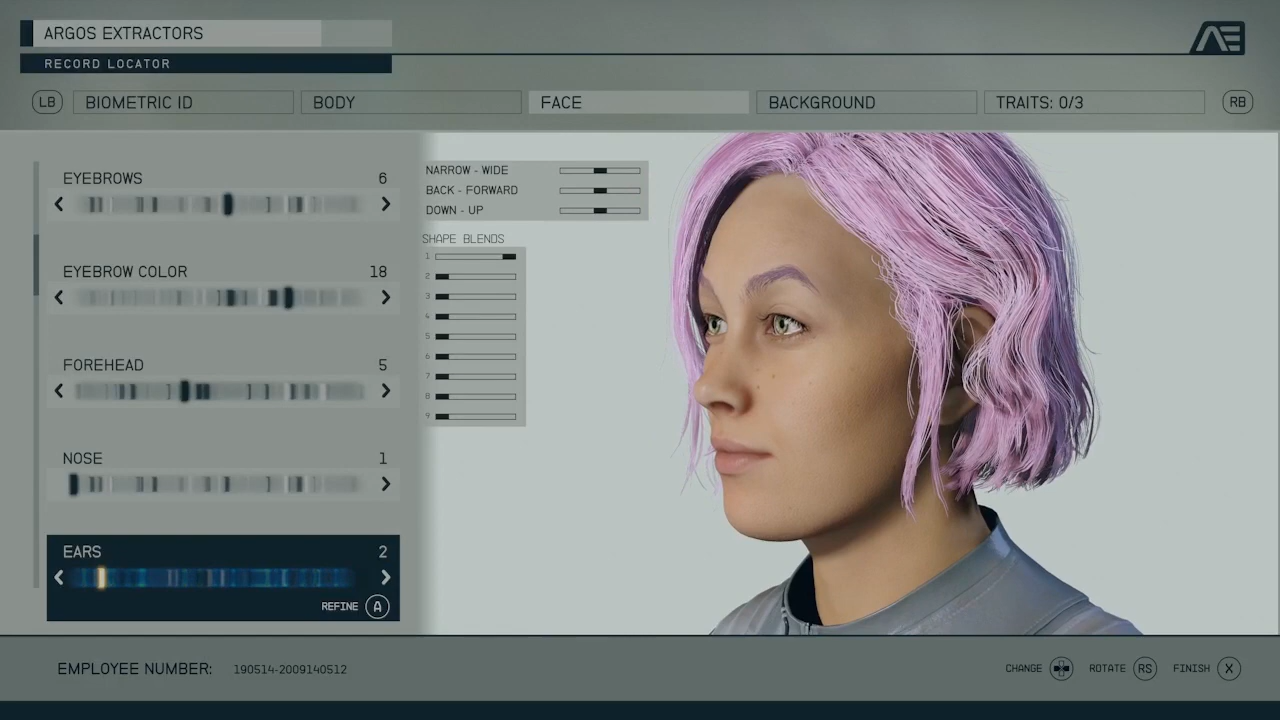 ARGOS EXTRACTORS
AE
RECORD LOCATOR
LB BIOMETRIC ID BODY FACE BACKGROUND TRAITS: 0/3 RB
EYEBROWS 6
EYEBROW COLOR 18
FOREHEAD 5
NOSE 1
EARS 2
REFINE A
NARROW - WIDE
BACK - FORWARD
DOWN - UP
SHAPE BLENDS
1
2
3
4
5
6
7
8
9
EMPLOYEE NUMBER: 190514-2009140512
CHANGE ROTATE RS FINISH X